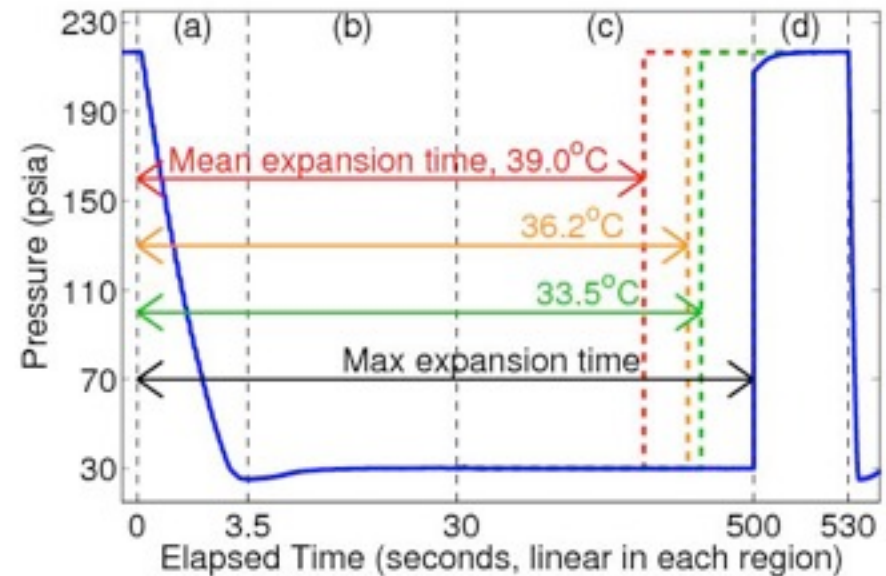 230
(a)
(b)
(c)
(d)
190
Mean expansion time, 39.0°C
150
36.2°C
110
33.5°C
Max expansion time
70
30
Pressure (psia)
0
3.5
30
500
530
Elapsed Time (seconds, linear in each region)